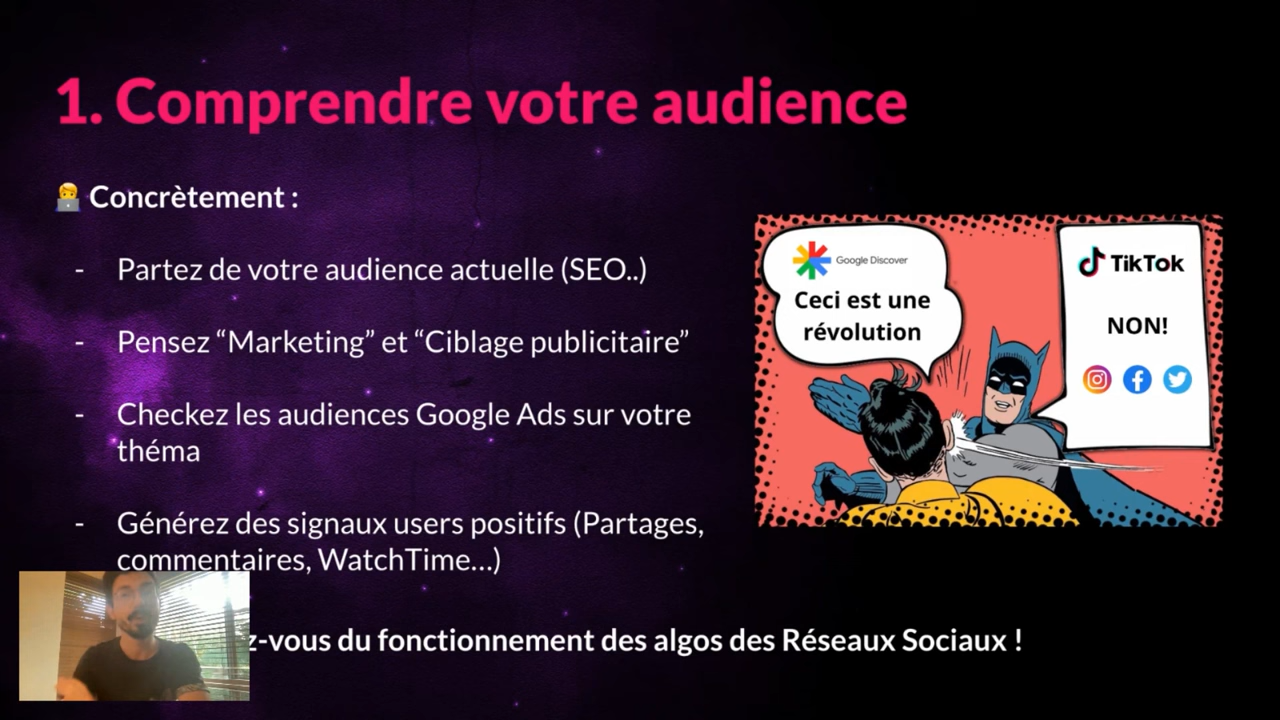 1. Comprendre votre audience
Concrètement :
- Partez de votre audience actuelle (SEO..)
- Pensez “Marketing” et “Ciblage publicitaire”
- Checkez les audiences Google Ads sur votre
théma
- Générez des signaux users positifs (Partages,
commentaires, WatchTime...)
z-vous du fonctionnement des algos des Réseaux Sociaux !
Google Discover
Ceci est une
révolution
TikTok
NON!